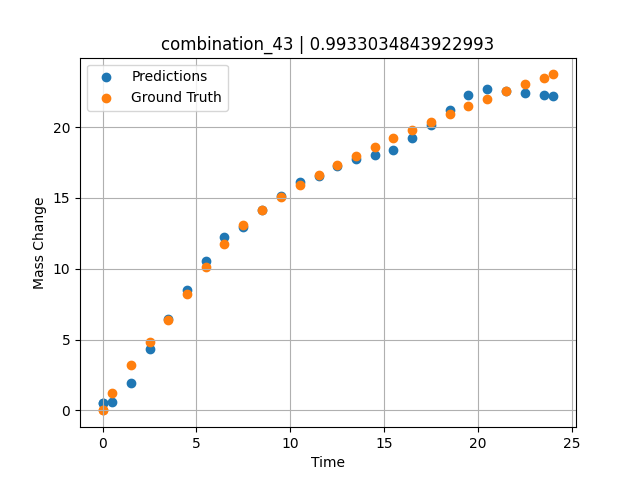 combination_43 | 0.9933034843922993
Predictions
Ground Truth
Mass Change
20
15
10
5
0
0 5 10 15 20 25
Time